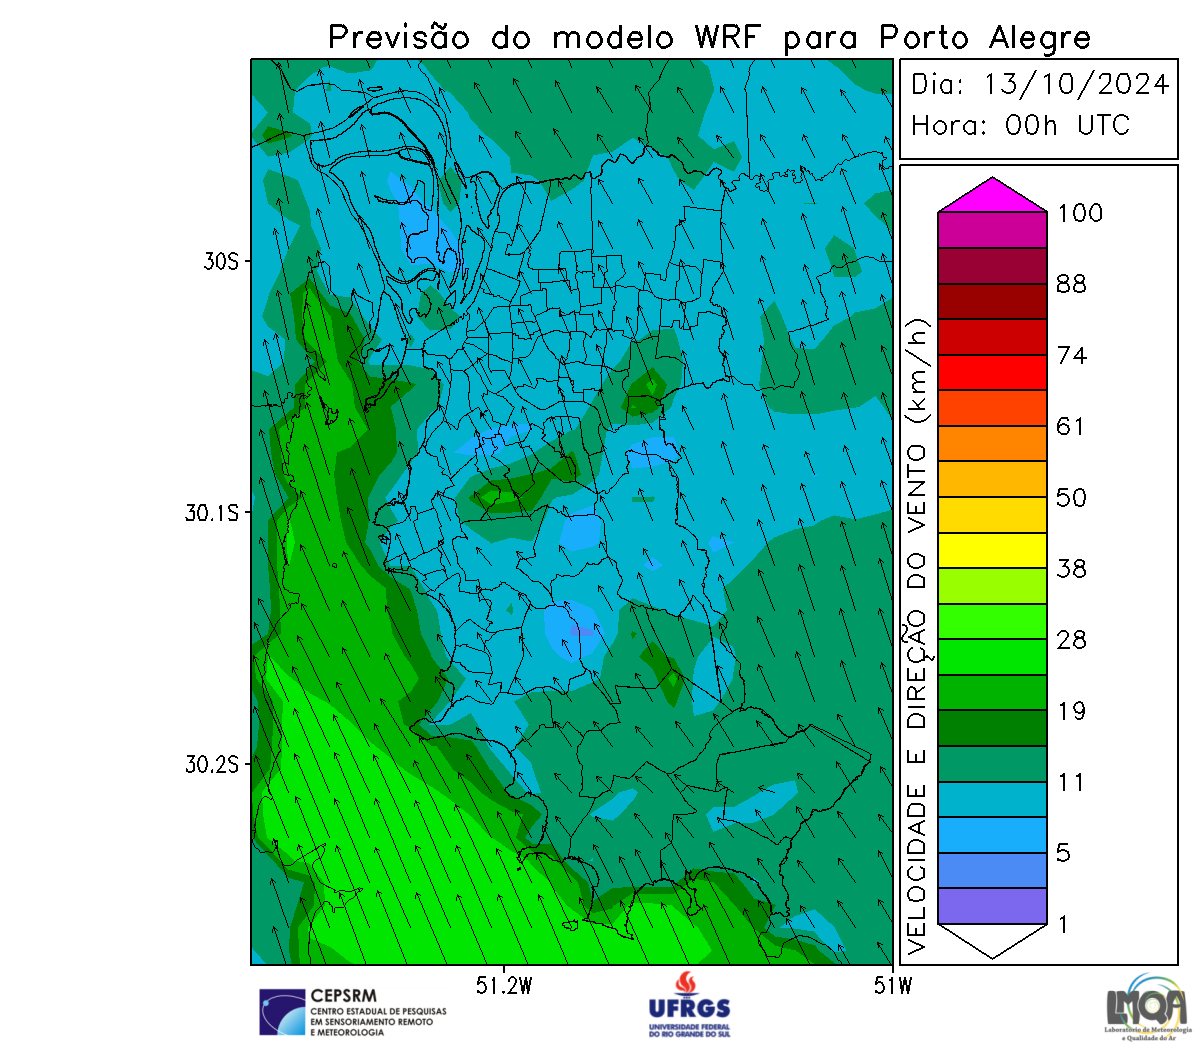 Previsão do modelo WRF para Porto Alegre
Dia: 13/10/2024
Hora: 00h UTC
30S
30.1S
30.2S
51.2W
51W
VELOCIDADE E DIREÇÃO DO VENTO (km/h)
100
88
74
61
50
38
28
19
11
5
1
CEPSRM
CENTRO ESTADUAL DE PESQUISAS
EM SENSORIAMENTO REMOTO
E METEOROLOGIA
UFRGS
UNIVERSIDADE FEDERAL
DO RIO GRANDE DO SUL
LMQA
Laboratório de Meteorologia
e Qualidade do Ar